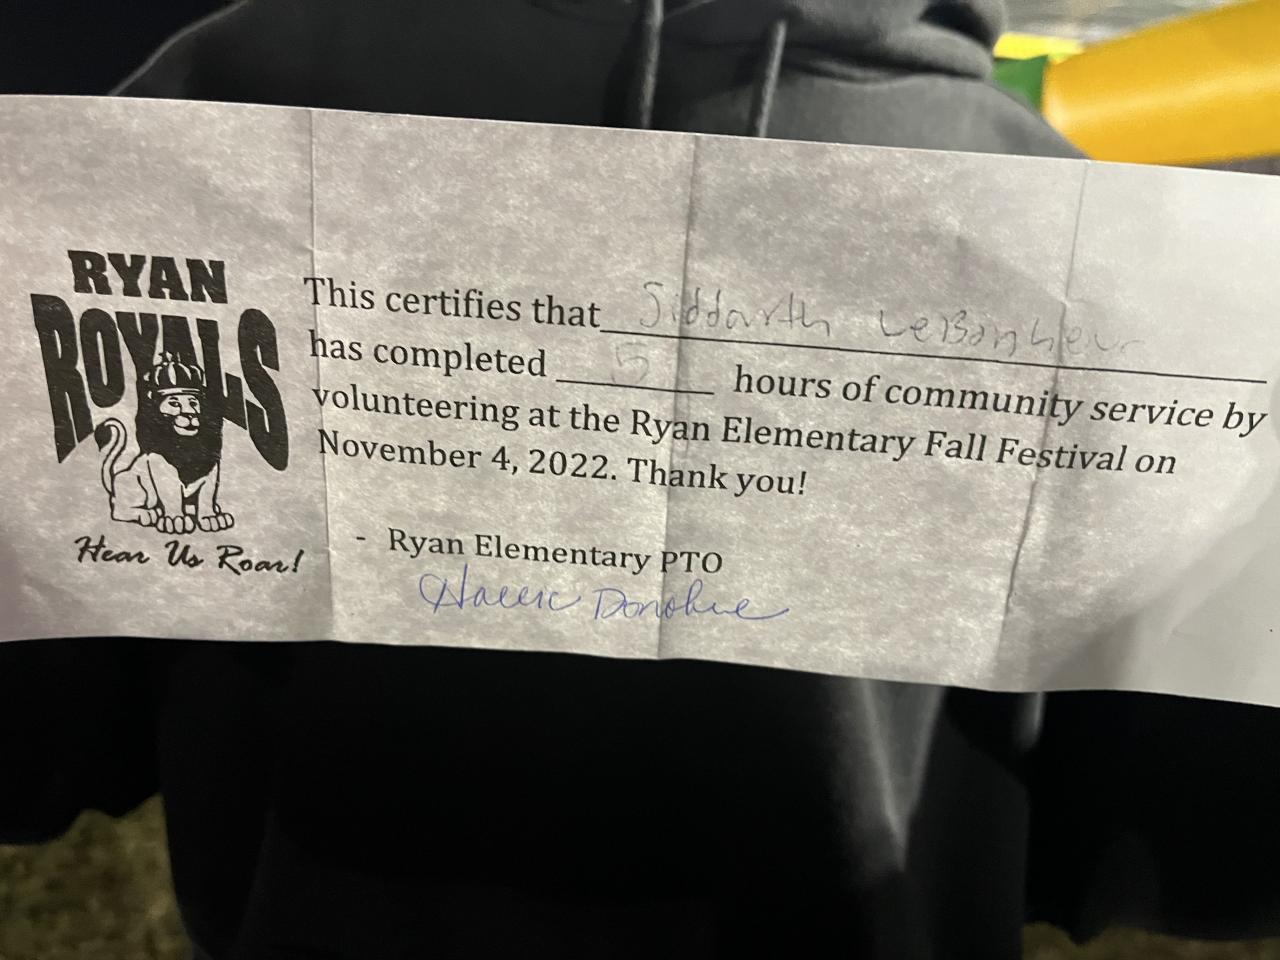 RYAN
ROYALS
Hear Us Roar!
This certifies that Siddarth LeBonheur
has completed 5 hours of community service by
volunteering at the Ryan Elementary Fall Festival on
November 4, 2022. Thank you!
- Ryan Elementary PTO
Donohue